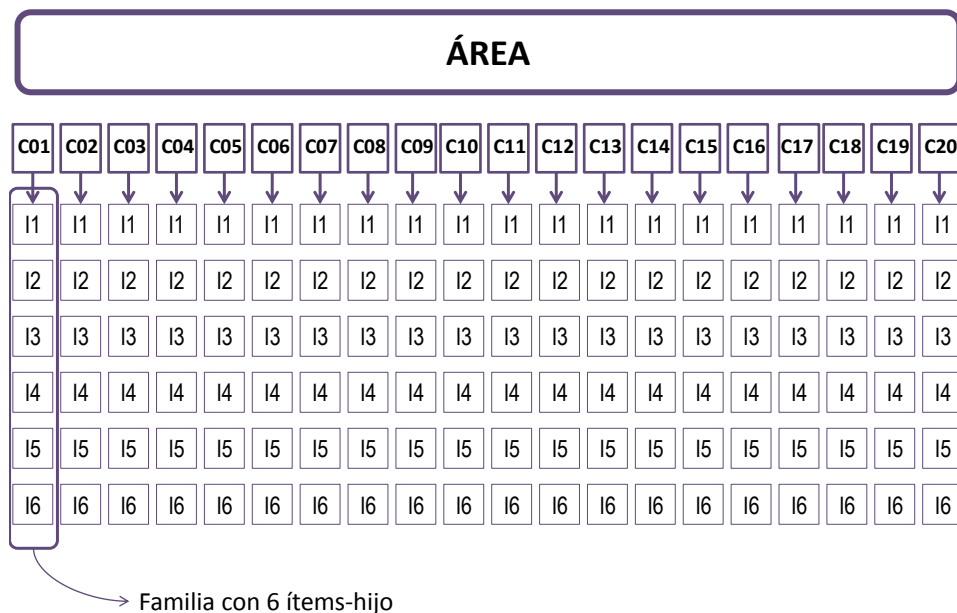 ÁREA
C01 C02 C03 C04 C05 C06 C07 C08 C09 C10 C11 C12 C13 C14 C15 C16 C17 C18 C19 C20
I1 I1 I1 I1 I1 I1 I1 I1 I1 I1 I1 I1 I1 I1 I1 I1 I1 I1 I1 I1
I2 I2 I2 I2 I2 I2 I2 I2 I2 I2 I2 I2 I2 I2 I2 I2 I2 I2 I2 I2
I3 I3 I3 I3 I3 I3 I3 I3 I3 I3 I3 I3 I3 I3 I3 I3 I3 I3 I3 I3
I4 I4 I4 I4 I4 I4 I4 I4 I4 I4 I4 I4 I4 I4 I4 I4 I4 I4 I4 I4
I5 I5 I5 I5 I5 I5 I5 I5 I5 I5 I5 I5 I5 I5 I5 I5 I5 I5 I5 I5
I6 I6 I6 I6 I6 I6 I6 I6 I6 I6 I6 I6 I6 I6 I6 I6 I6 I6 I6 I6
Familia con 6 ítems-hijo